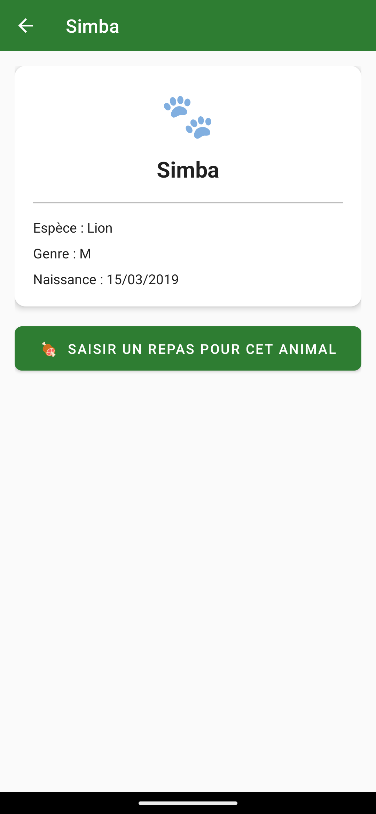 Simba
Simba
Espèce : Lion
Genre : M
Naissance : 15/03/2019
🍖 SAISIR UN REPAS POUR CET ANIMAL